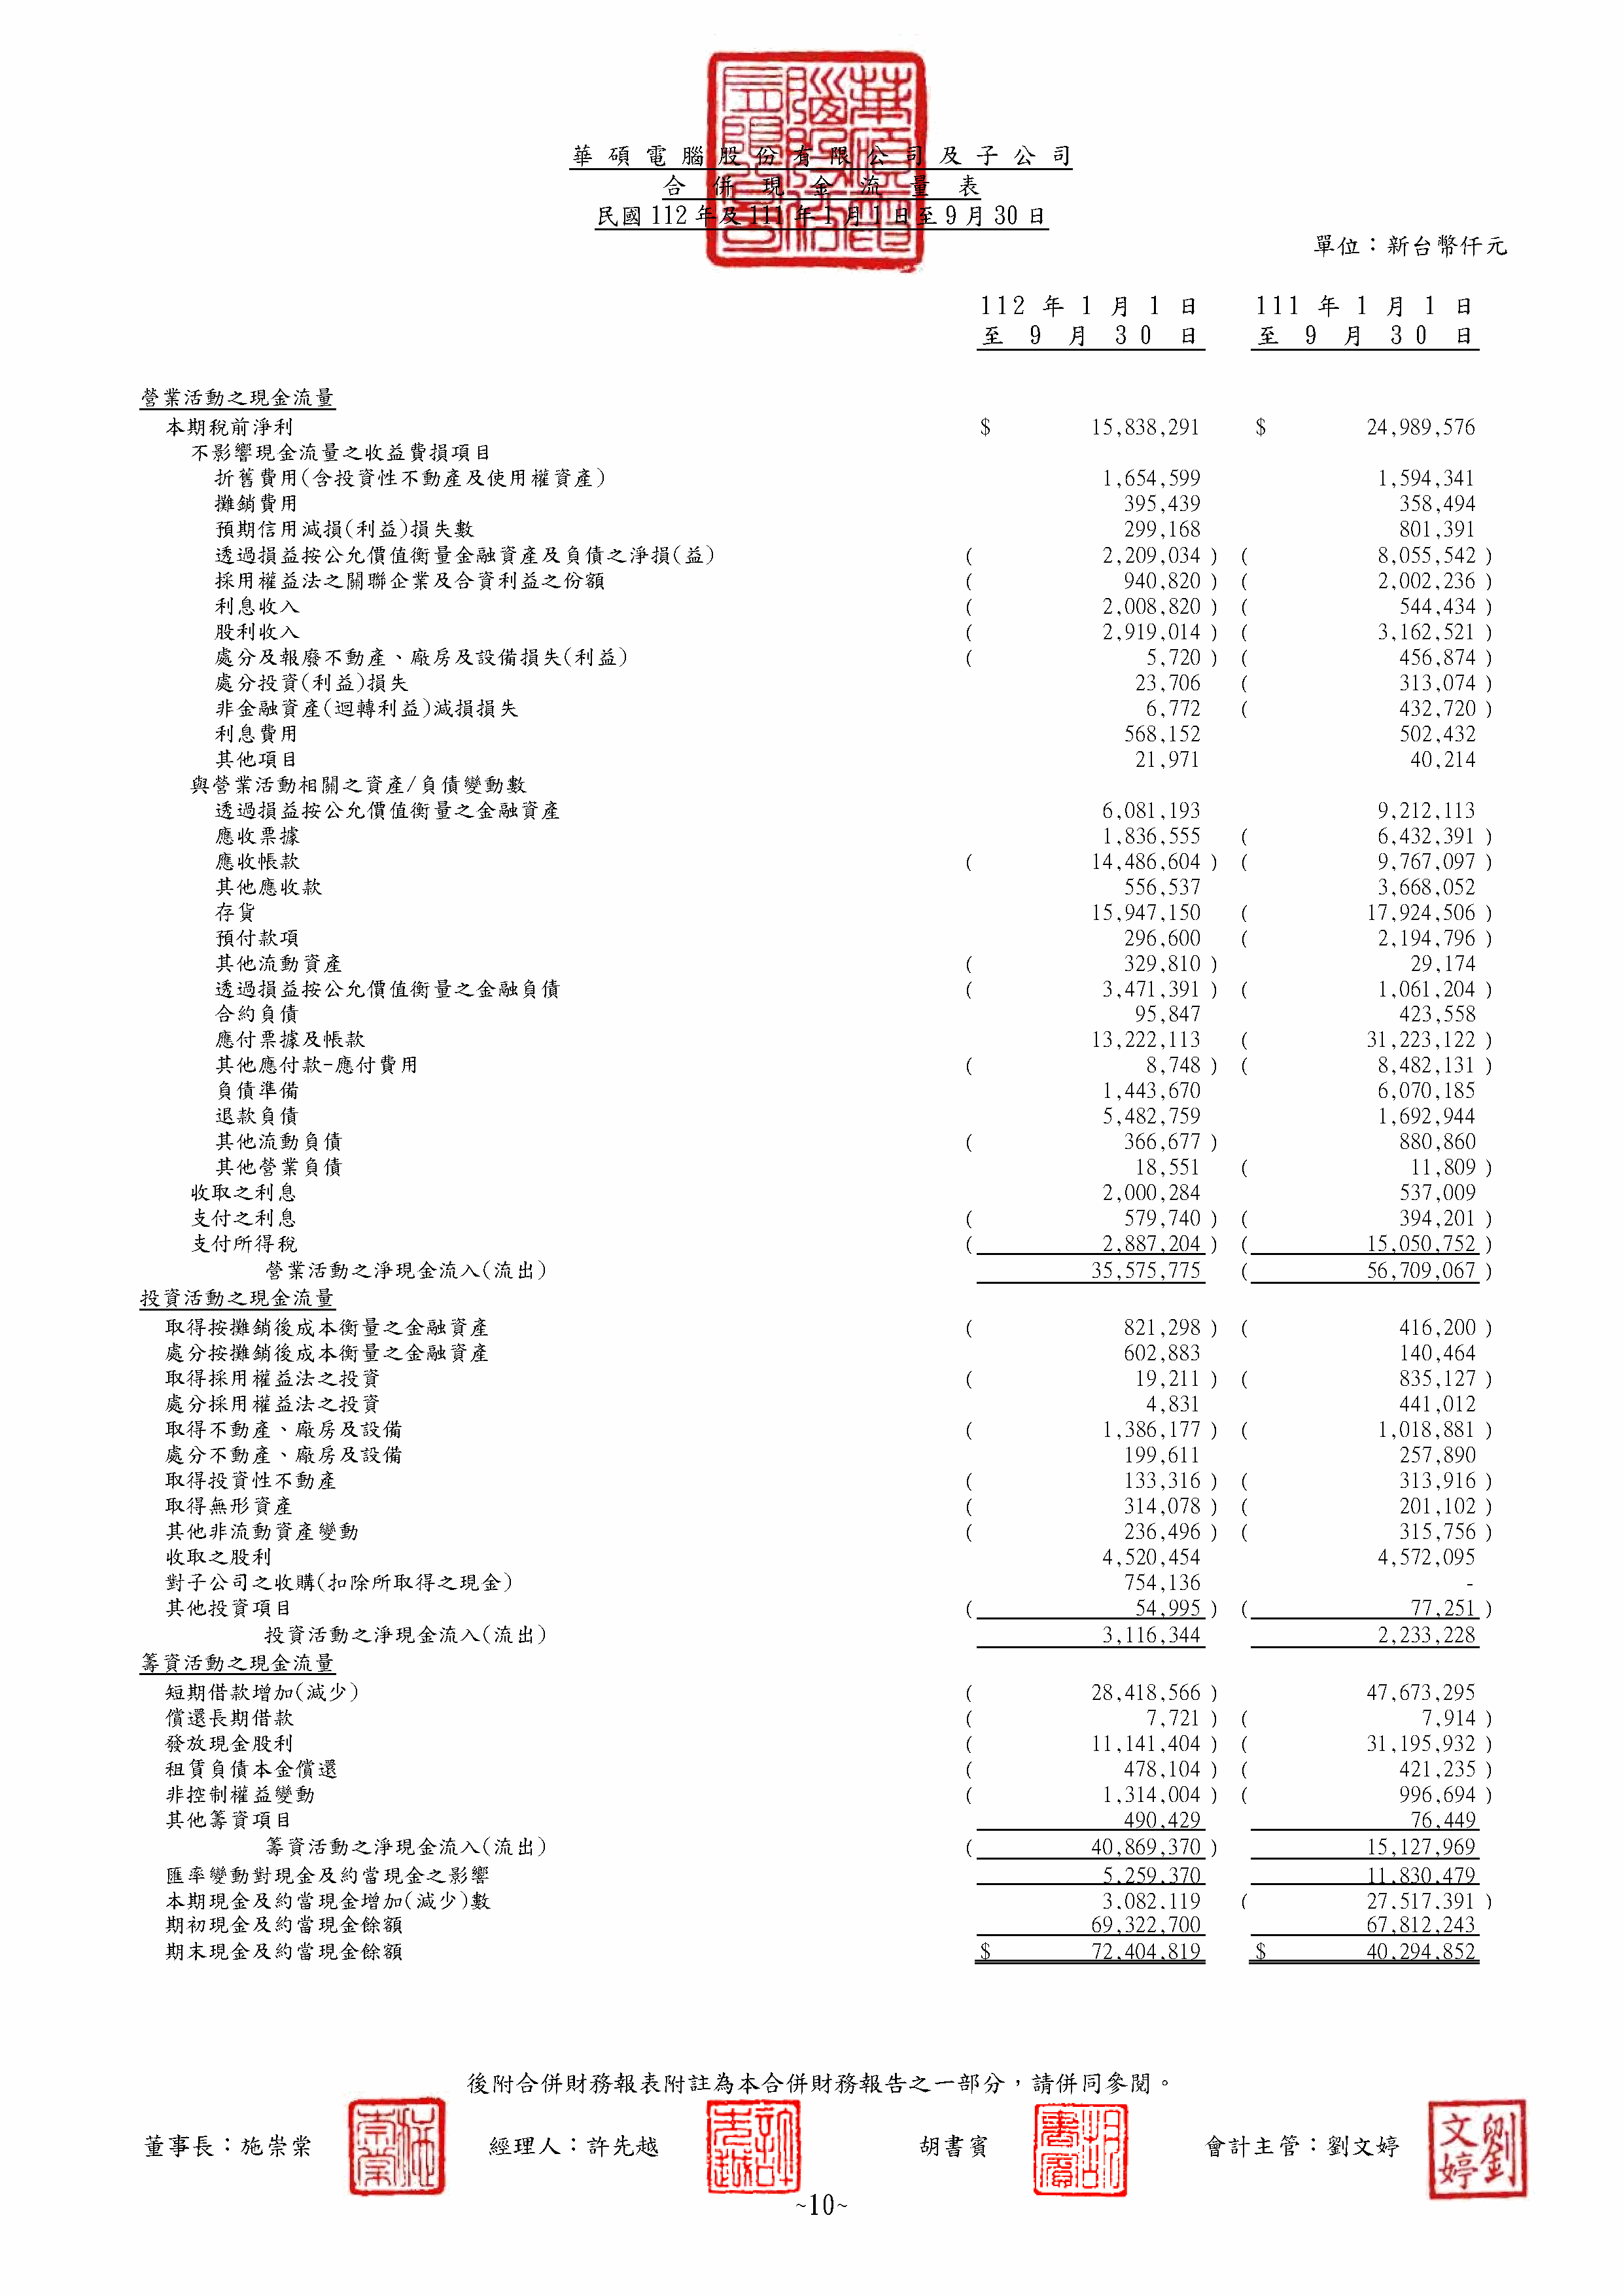 華碩電腦股份有限公司及子公司
合併現金流量表
民國112年及111年1月1日至9月30日
單位：新台幣仟元
112年1月1日 111年1月1日
至9月30日 至9月30日
營業活動之現金流量
本期稅前淨利 $ 15,838,291 $ 24,989,576
不影響現金流量之收益費損項目
折舊費用(含投資性不動產及使用權資產) 1,654,599 1,594,341
攤銷費用 395,439 358,494
預期信用減損(利益)損失數 299,168 801,391
透過損益按公允價值衡量金融資產及負債之淨損(益) ( 2,209,034 ) ( 8,055,542 )
採用權益法之關聯企業及合資利益之份額 ( 940,820 ) ( 2,002,236 )
利息收入 ( 2,008,820 ) ( 544,434 )
股利收入 ( 2,919,014 ) ( 3,162,521 )
處分及報廢不動產、廠房及設備損失(利益) ( 5,720 ) ( 456,874 )
處分投資(利益)損失 23,706 ( 313,074 )
非金融資產(迴轉利益)減損損失 6,772 ( 432,720 )
利息費用 568,152 502,432
其他項目 21,971 40,214
與營業活動相關之資產/負債變動數
透過損益按公允價值衡量之金融資產 6,081,193 9,212,113
應收票據 1,836,555 ( 6,432,391 )
應收帳款 ( 14,486,604 ) ( 9,767,097 )
其他應收款 556,537 3,668,052
存貨 15,947,150 ( 17,924,506 )
預付款項 296,600 ( 2,194,796 )
其他流動資產 ( 329,810 ) 29,174
透過損益按公允價值衡量之金融負債 ( 3,471,391 ) ( 1,061,204 )
合約負債 95,847 423,558
應付票據及帳款 13,222,113 ( 31,223,122 )
其他應付款-應付費用 ( 8,748 ) ( 8,482,131 )
負債準備 1,443,670 6,070,185
退款負債 5,482,759 1,692,944
其他流動負債 ( 366,677 ) 880,860
其他營業負債 18,551 ( 11,809 )
收取之利息 2,000,284 537,009
支付之利息 ( 579,740 ) ( 394,201 )
支付所得稅 ( 2,887,204 ) ( 15,050,752 )
營業活動之淨現金流入(流出) 35,575,775 ( 56,709,067 )
投資活動之現金流量
取得按攤銷後成本衡量之金融資產 ( 821,298 ) ( 416,200 )
處分按攤銷後成本衡量之金融資產 602,883 140,464
取得採用權益法之投資 ( 19,211 ) ( 835,127 )
處分採用權益法之投資 4,831 441,012
取得不動產、廠房及設備 ( 1,386,177 ) ( 1,018,881 )
處分不動產、廠房及設備 199,611 257,890
取得投資性不動產 ( 133,316 ) ( 313,916 )
取得無形資產 ( 314,078 ) ( 201,102 )
其他非流動資產變動 ( 236,496 ) ( 315,756 )
收取之股利 4,520,454 4,572,095
對子公司之收購(扣除所取得之現金) 754,136 -
其他投資項目 ( 54,995 ) ( 77,251 )
投資活動之淨現金流入(流出) 3,116,344 2,233,228
籌資活動之現金流量
短期借款增加(減少) ( 28,418,566 ) 47,673,295
償還長期借款 ( 7,721 ) ( 7,914 )
發放現金股利 ( 11,141,404 ) ( 31,195,932 )
租賃負債本金償還 ( 478,104 ) ( 421,235 )
非控制權益變動 ( 1,314,004 ) ( 996,694 )
其他籌資項目 490,429 76,449
籌資活動之淨現金流入(流出) ( 40,869,370 ) 15,127,969
匯率變動對現金及約當現金之影響 5,259,370 11,830,479
本期現金及約當現金增加(減少)數 3,082,119 ( 27,517,391 )
期初現金及約當現金餘額 69,322,700 67,812,243
期末現金及約當現金餘額 $ 72,404,819 $ 40,294,852
後附合併財務報表附註為本合併財務報告之一部分，請併同參閱。
董事長：施崇棠 經理人：許先越 胡書賓 會計主管：劉文婷
劉文婷
~10~